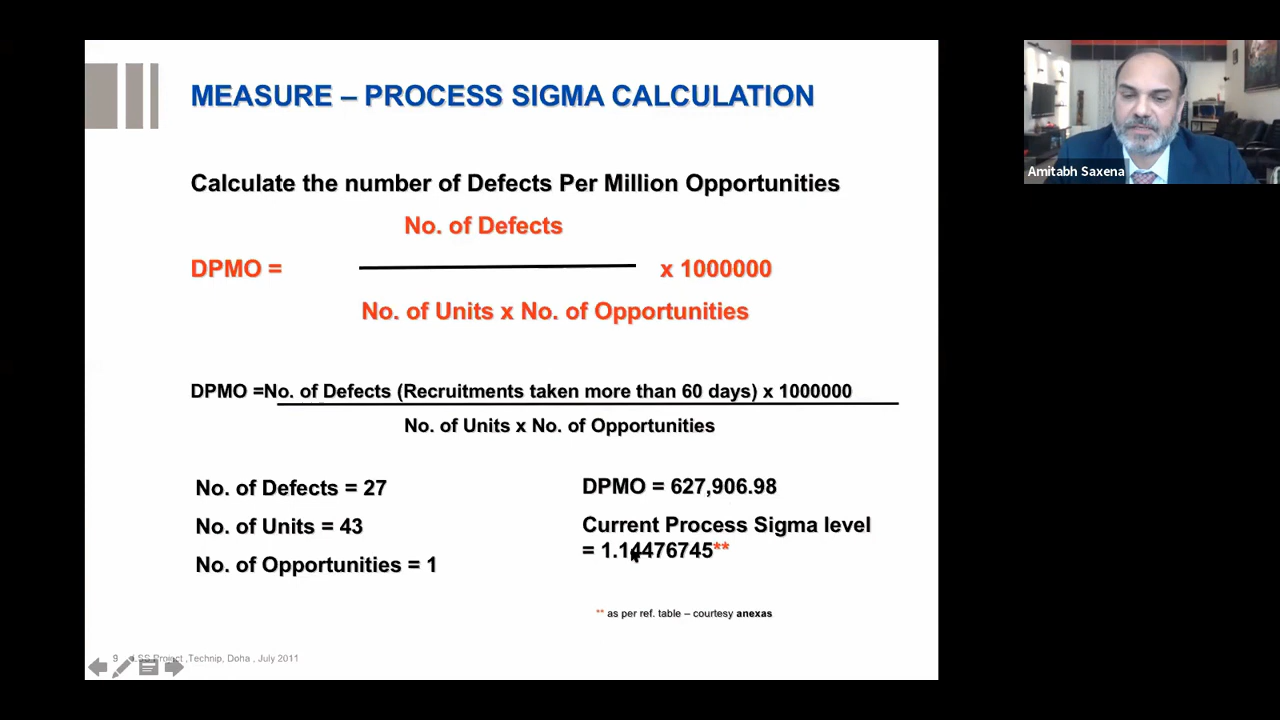 MEASURE – PROCESS SIGMA CALCULATION
Calculate the number of Defects Per Million Opportunities
No. of Defects
DPMO =
x 1000000
No. of Units x No. of Opportunities
DPMO =No. of Defects (Recruitments taken more than 60 days) x 1000000
No. of Units x No. of Opportunities
No. of Defects = 27
No. of Units = 43
No. of Opportunities = 1
DPMO = 627,906.98
Current Process Sigma level
= 1.14476745**
** as per ref. table – courtesy anexas
9 LSS Project ,Technip, Doha , July 2011
Amitabh Saxena